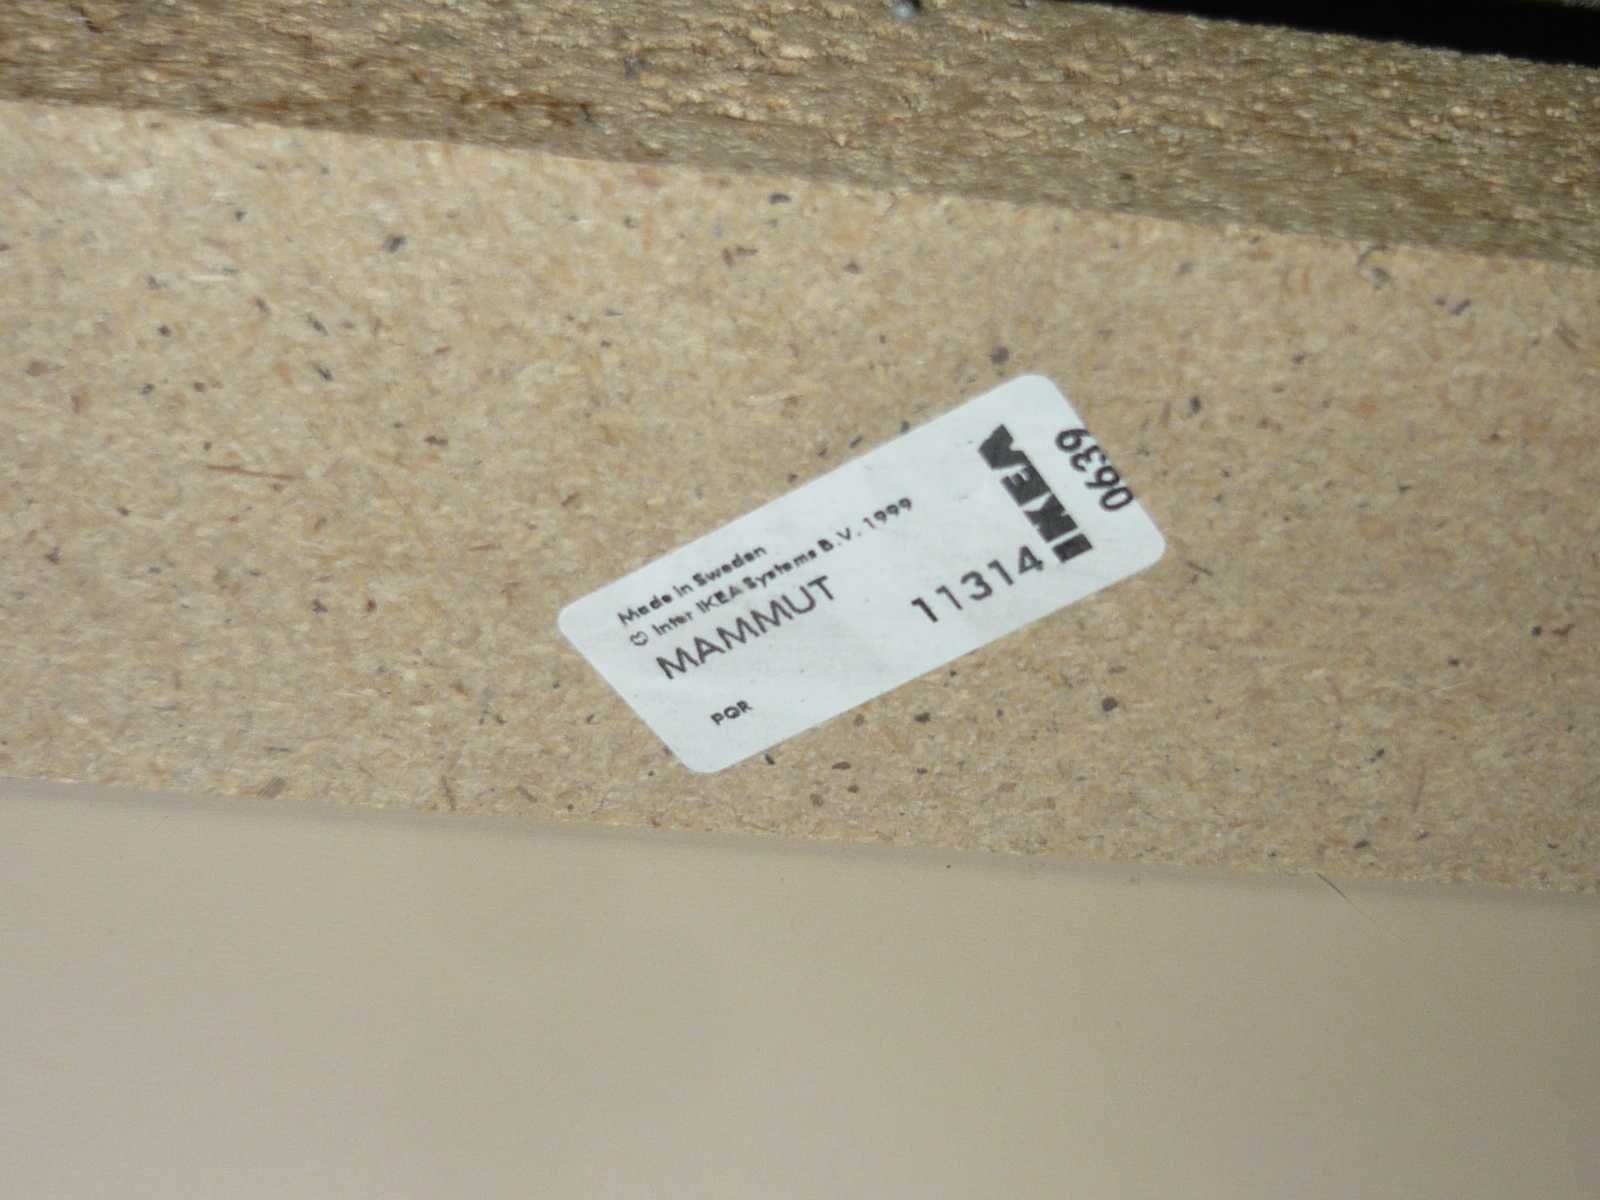 Made in Sweden
© Inter IKEA Systems B.V. 1999
MAMMUT
11314
PQR
IKEA
0639